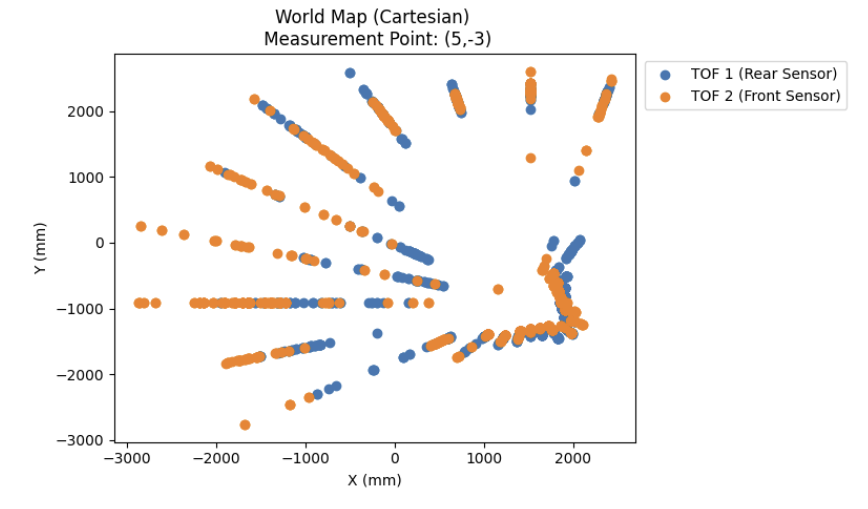 World Map (Cartesian)
Measurement Point: (5,-3)
TOF 1 (Rear Sensor)
TOF 2 (Front Sensor)
2000
1000
0
−1000
−2000
−3000
Y (mm)
−3000 −2000 −1000 0 1000 2000
X (mm)